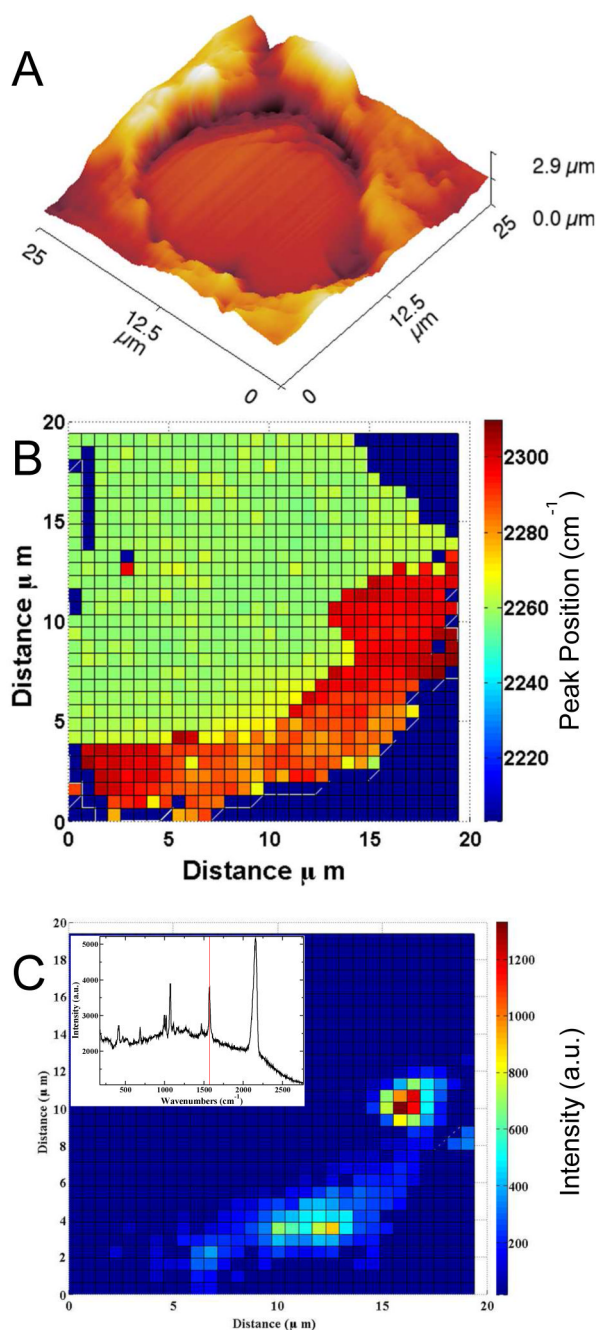 A
2.9 µm
0.0 µm
25
12.5
µm
0
0
12.5
µm
25
B
20
15
10
5
0
0 5 10 15 20
Distance µ m
Distance µ m
2300
2280
2260
2240
2220
Peak Position (cm-1)
C
20
18
16
14
12
10
8
6
4
2
0
0 5 10 15 20
Distance (µ m)
Distance (µ m)
5000
4000
3000
2000
500 1000 1500 2000 2500
Intensity (a.u.)
Wavenumbers (cm-1)
1200
1000
800
600
400
200
Intensity (a.u.)